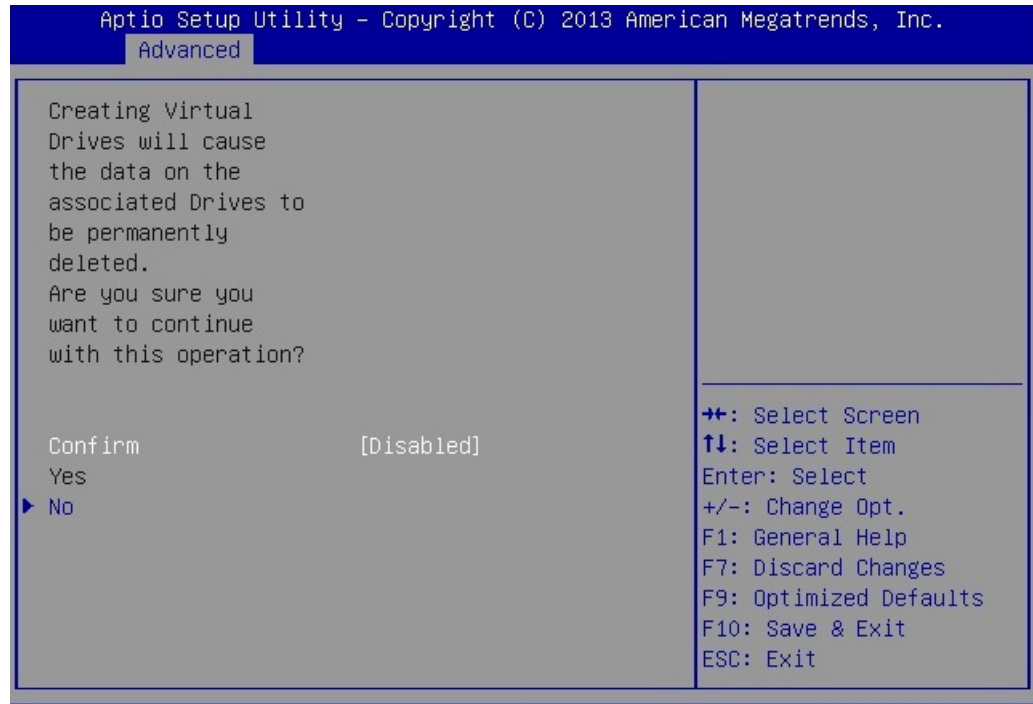 Aptio Setup Utility – Copyright (C) 2013 American Megatrends, Inc.
Advanced
Creating Virtual
Drives will cause
the data on the
associated Drives to
be permanently
deleted.
Are you sure you
want to continue
with this operation?
Confirm [Disabled]
Yes
No
→←: Select Screen
↑↓: Select Item
Enter: Select
+/-: Change Opt.
F1: General Help
F7: Discard Changes
F9: Optimized Defaults
F10: Save & Exit
ESC: Exit